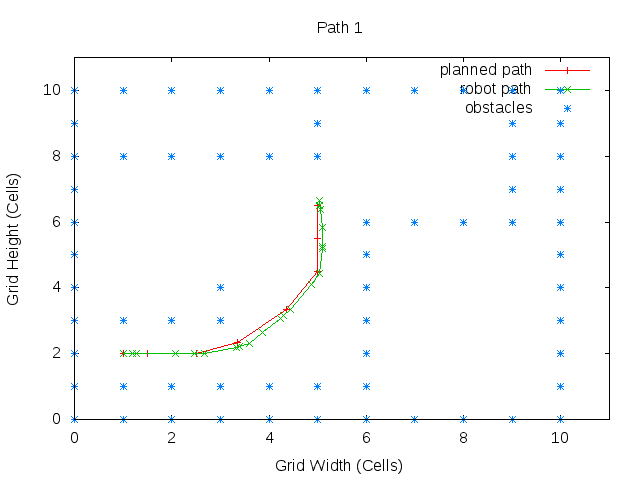 Path 1
planned path
robot path
obstacles
10
8
6
4
2
0
0 2 4 6 8 10
Grid Height (Cells)
Grid Width (Cells)